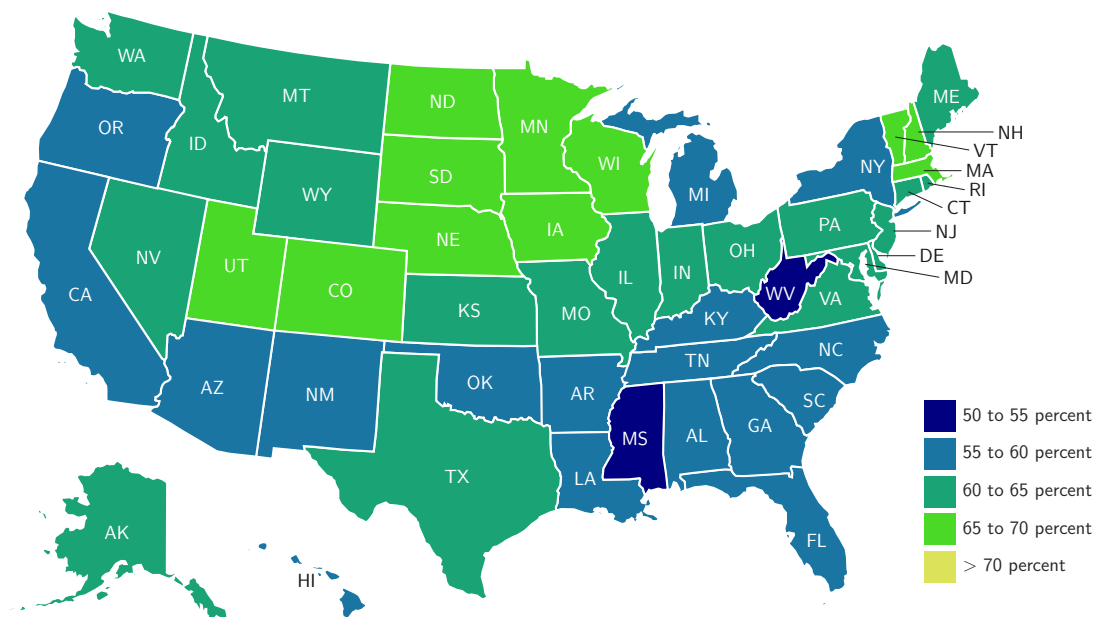 WA
MT
ND
MN
ME
OR
ID
NH
VT
WI
NY
MA
SD
RI
WY
MI
CT
PA
NJ
NE
IA
OH
DE
NV
UT
IN
MD
IL
CO
CA
WV
VA
KS
MO
KY
NC
TN
AZ
NM
OK
AR
SC
50 to 55 percent
GA
MS
AL
55 to 60 percent
TX
LA
60 to 65 percent
AK
65 to 70 percent
FL
> 70 percent
HI